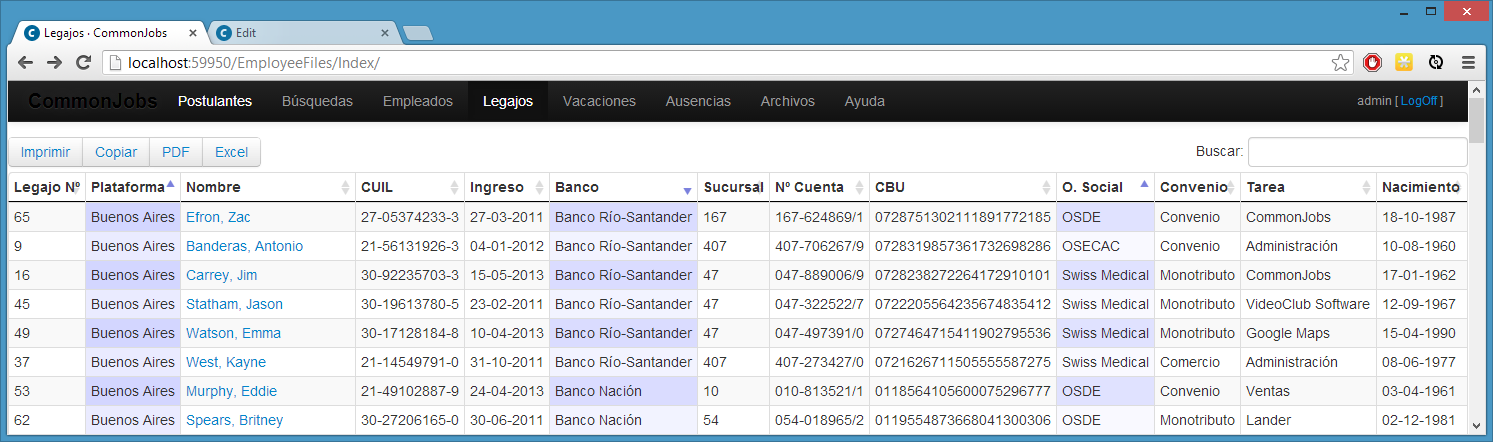 Legajos · CommonJobs Edit
localhost:59950/EmployeeFiles/Index/
CommonJobs Postulantes Búsquedas Empleados Legajos Vacaciones Ausencias Archivos Ayuda admin [ LogOff ]
Imprimir Copiar PDF Excel Buscar:
Legajo Nº Plataforma Nombre CUIL Ingreso Banco Sucursal Nº Cuenta CBU O. Social Convenio Tarea Nacimiento
65 Buenos Aires Efron, Zac 27-05374233-3 27-03-2011 Banco Río-Santander 167 167-624869/1 0728751302111891772185 OSDE Convenio CommonJobs 18-10-1987
9 Buenos Aires Banderas, Antonio 21-56131926-3 04-01-2012 Banco Río-Santander 407 407-706267/9 0728319857361732698286 OSECAC Convenio Administración 10-08-1960
16 Buenos Aires Carrey, Jim 30-92235703-3 15-05-2013 Banco Río-Santander 47 047-889006/9 0728238272264172910101 Swiss Medical Monotributo CommonJobs 17-01-1962
45 Buenos Aires Statham, Jason 30-19613780-5 23-02-2011 Banco Río-Santander 47 047-322522/7 0722205564235674835412 Swiss Medical Monotributo VideoClub Software 12-09-1967
49 Buenos Aires Watson, Emma 30-17128184-8 10-04-2013 Banco Río-Santander 47 047-497391/0 0727464715411902795536 Swiss Medical Monotributo Google Maps 15-04-1990
37 Buenos Aires West, Kayne 21-14549791-0 31-10-2011 Banco Río-Santander 407 407-273427/0 0721626711505555587275 Swiss Medical Comercio Administración 08-06-1977
53 Buenos Aires Murphy, Eddie 21-49102887-9 24-04-2013 Banco Nación 10 010-813521/1 0118564105600075296777 OSDE Convenio Ventas 03-04-1961
62 Buenos Aires Spears, Britney 30-27206165-0 30-06-2011 Banco Nación 54 054-018965/2 0119554873668041300306 OSDE Monotributo Lander 02-12-1981